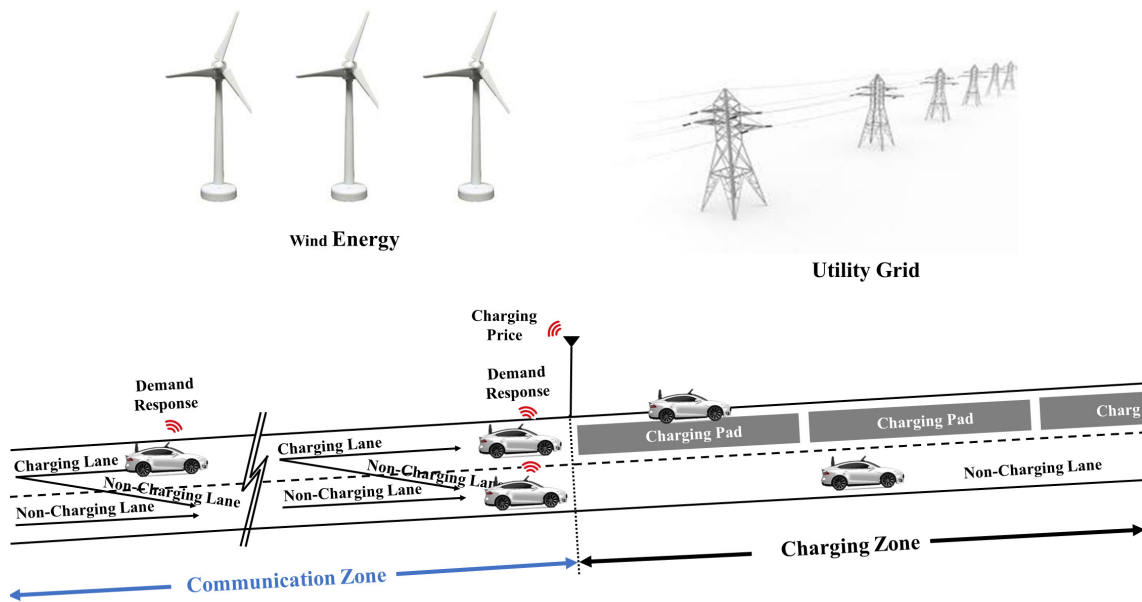 Wind Energy
Utility Grid
Charging
Price
Demand
Response
Demand
Response
Charging Lane
Non-Charging Lane
Non-Charging Lane
Charging Lane
Non-Charging Lane
Non-Charging Lane
Charging Pad
Charging Pad
Charg
Non-Charging Lane
Communication Zone
Charging Zone